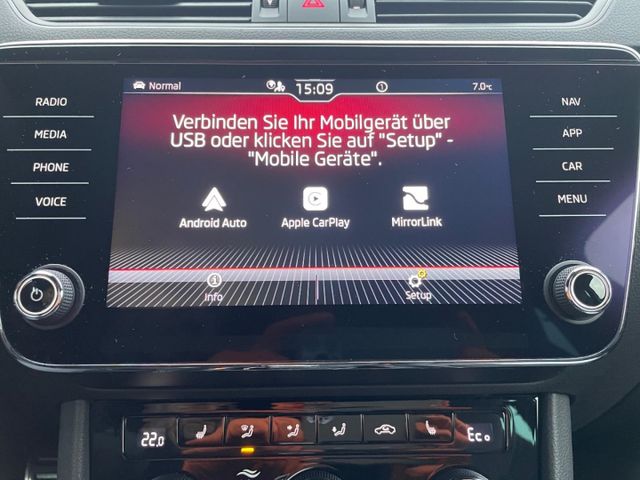 Normal
15:09
1
7.0°C
RADIO
MEDIA
PHONE
VOICE
NAV
APP
CAR
MENU
Verbinden Sie Ihr Mobilgerät über
USB oder klicken Sie auf "Setup" -
"Mobile Geräte".
Android Auto
Apple CarPlay
MirrorLink
Info
Setup
22.0
Eco